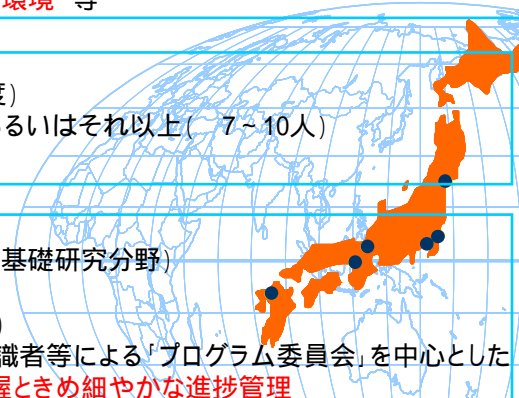 環境 等
度)
るいはそれ以上( 7~10人)
基礎研究分野)
)
識者等による「プログラム委員会」を中心とした
握ときめ細やかな進捗管理